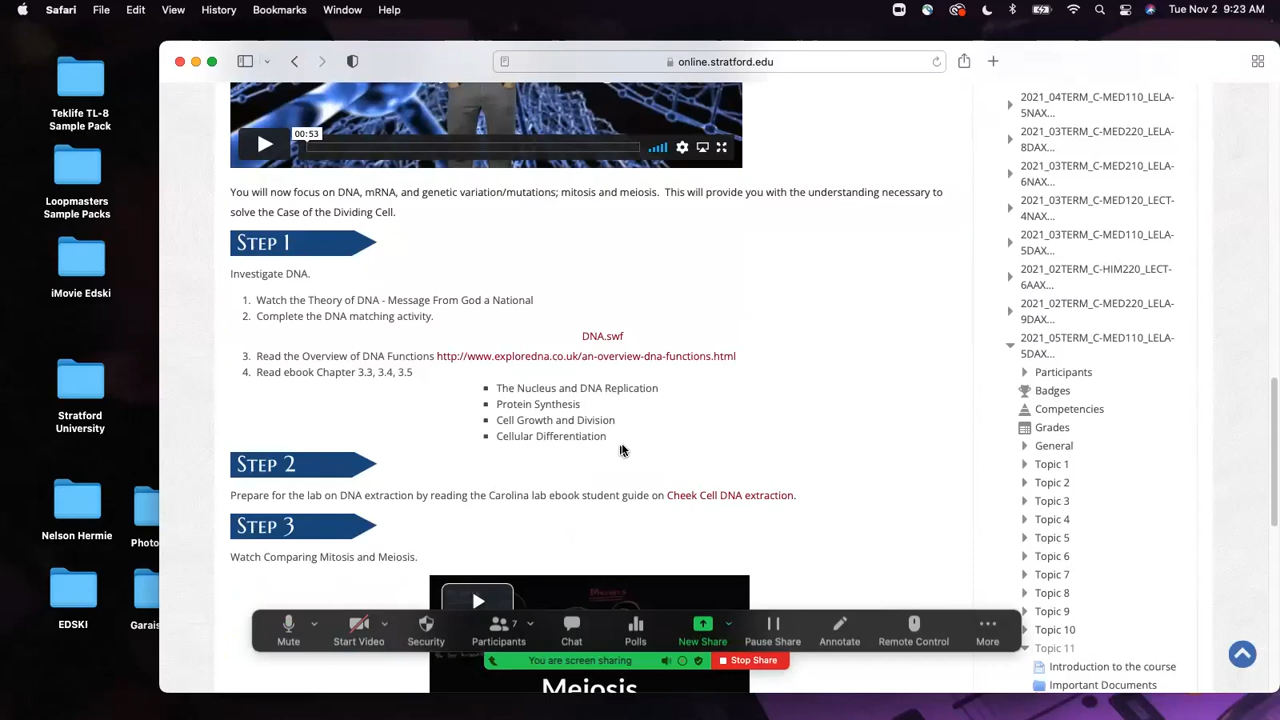 Safari File Edit View History Bookmarks Window Help
Tue Nov 2 9:23 AM
online.stratford.edu
Teklife TL-8
Sample Pack
Loopmasters
Sample Packs
iMovie Edski
Stratford
University
Nelson Hermie
Photo
EDSKI
Garais
00:53
You will now focus on DNA, mRNA, and genetic variation/mutations; mitosis and meiosis. This will provide you with the understanding necessary to
solve the Case of the Dividing Cell.
STEP 1
Investigate DNA.
1. Watch the Theory of DNA - Message From God a National
2. Complete the DNA matching activity.
DNA.swf
3. Read the Overview of DNA Functions http://www.exploredna.co.uk/an-overview-dna-functions.html
4. Read ebook Chapter 3.3, 3.4, 3.5
The Nucleus and DNA Replication
Protein Synthesis
Cell Growth and Division
Cellular Differentiation
STEP 2
Prepare for the lab on DNA extraction by reading the Carolina lab ebook student guide on Cheek Cell DNA extraction.
STEP 3
Watch Comparing Mitosis and Meiosis.
Meiosis
2021_04TERM_C-MED110_LELA-
5NAX...
2021_03TERM_C-MED220_LELA-
8DAX...
2021_03TERM_C-MED210_LELA-
6NAX...
2021_03TERM_C-MED120_LECT-
4NAX...
2021_03TERM_C-MED110_LELA-
5DAX...
2021_02TERM_C-HIM220_LECT-
6AAX...
2021_02TERM_C-MED220_LELA-
9DAX...
2021_05TERM_C-MED110_LELA-
5DAX...
Participants
Badges
Competencies
Grades
General
Topic 1
Topic 2
Topic 3
Topic 4
Topic 5
Topic 6
Topic 7
Topic 8
Topic 9
Topic 10
Topic 11
Introduction to the course
Important Documents
Mute Start Video Security Participants 7 Chat Polls New Share Pause Share Annotate Remote Control More
You are screen sharing Stop Share